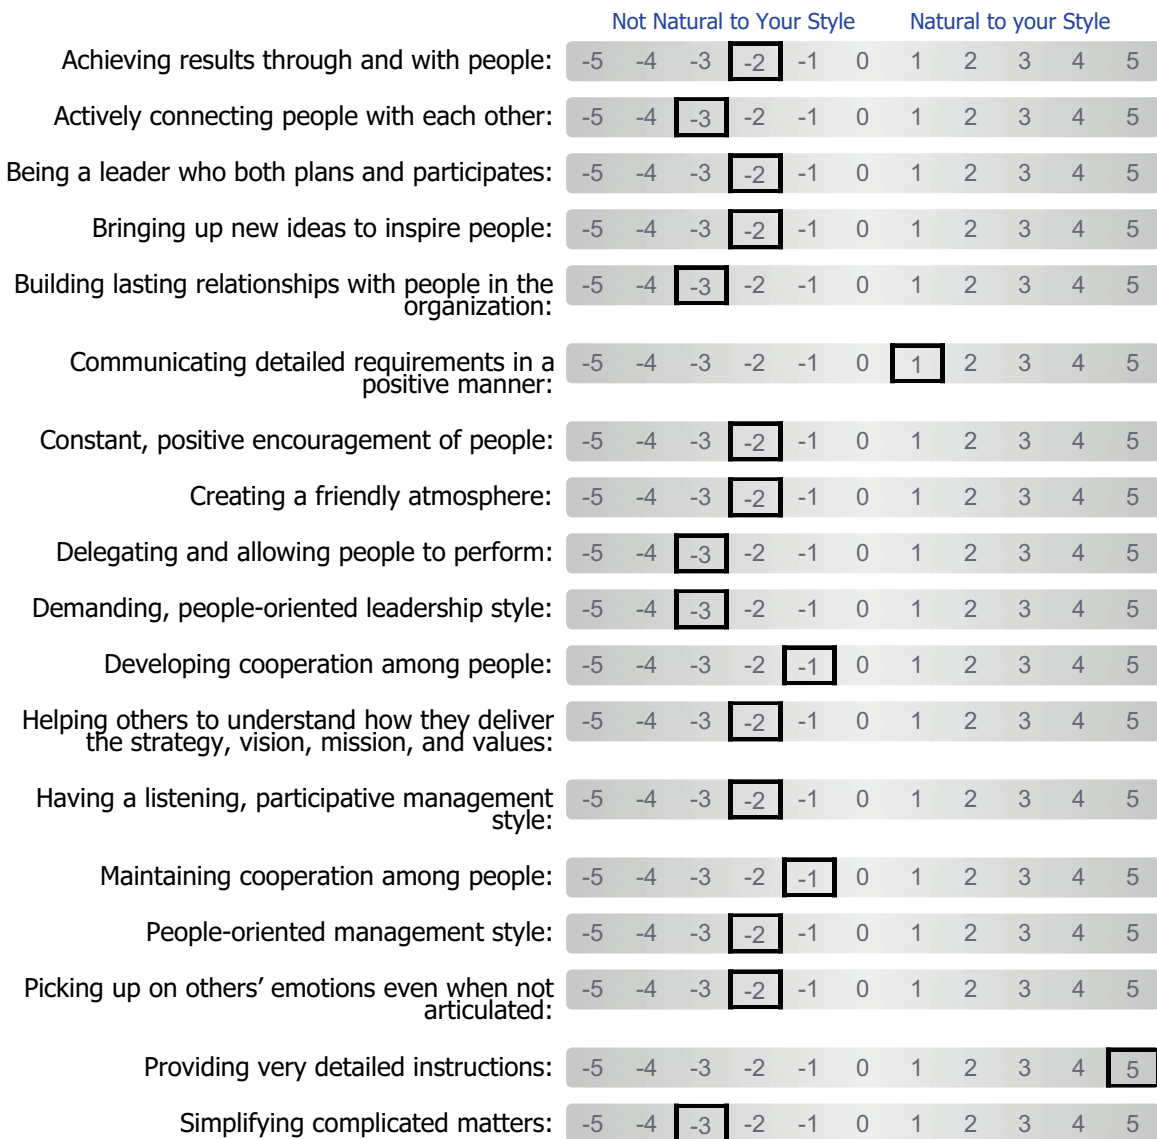 Not Natural to Your Style Natural to your Style
Achieving results through and with people: -5 -4 -3 -2 -1 0 1 2 3 4 5
Actively connecting people with each other: -5 -4 -3 -2 -1 0 1 2 3 4 5
Being a leader who both plans and participates: -5 -4 -3 -2 -1 0 1 2 3 4 5
Bringing up new ideas to inspire people: -5 -4 -3 -2 -1 0 1 2 3 4 5
Building lasting relationships with people in the
organization: -5 -4 -3 -2 -1 0 1 2 3 4 5
Communicating detailed requirements in a
positive manner: -5 -4 -3 -2 -1 0 1 2 3 4 5
Constant, positive encouragement of people: -5 -4 -3 -2 -1 0 1 2 3 4 5
Creating a friendly atmosphere: -5 -4 -3 -2 -1 0 1 2 3 4 5
Delegating and allowing people to perform: -5 -4 -3 -2 -1 0 1 2 3 4 5
Demanding, people-oriented leadership style: -5 -4 -3 -2 -1 0 1 2 3 4 5
Developing cooperation among people: -5 -4 -3 -2 -1 0 1 2 3 4 5
Helping others to understand how they deliver
the strategy, vision, mission, and values: -5 -4 -3 -2 -1 0 1 2 3 4 5
Having a listening, participative management
style: -5 -4 -3 -2 -1 0 1 2 3 4 5
Maintaining cooperation among people: -5 -4 -3 -2 -1 0 1 2 3 4 5
People-oriented management style: -5 -4 -3 -2 -1 0 1 2 3 4 5
Picking up on others’ emotions even when not
articulated: -5 -4 -3 -2 -1 0 1 2 3 4 5
Providing very detailed instructions: -5 -4 -3 -2 -1 0 1 2 3 4 5
Simplifying complicated matters: -5 -4 -3 -2 -1 0 1 2 3 4 5